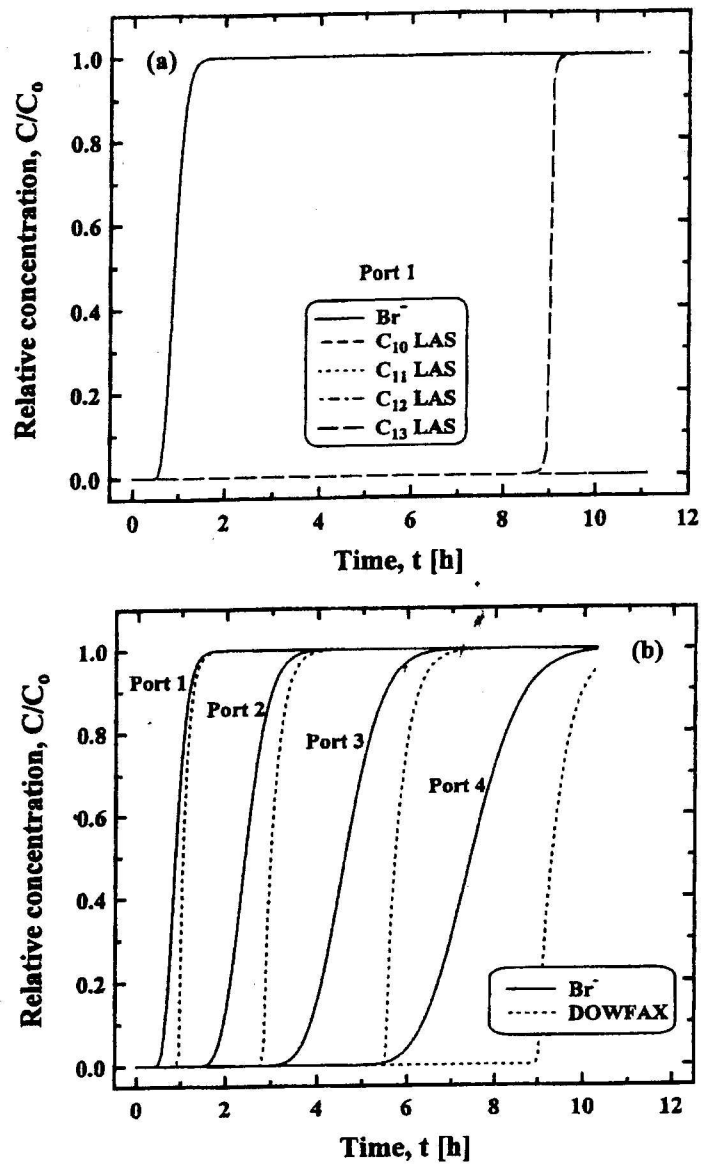 (a)
Relative concentration, C/C₀
1.0
0.8
0.6
0.4
0.2
0.0
Port 1
Br⁻
C₁₀ LAS
C₁₁ LAS
C₁₂ LAS
C₁₃ LAS
0 2 4 6 8 10 12
Time, t [h]
(b)
Relative concentration, C/C₀
1.0
0.8
0.6
0.4
0.2
0.0
Port 1
Port 2
Port 3
Port 4
Br⁻
DOWFAX
0 2 4 6 8 10 12
Time, t [h]